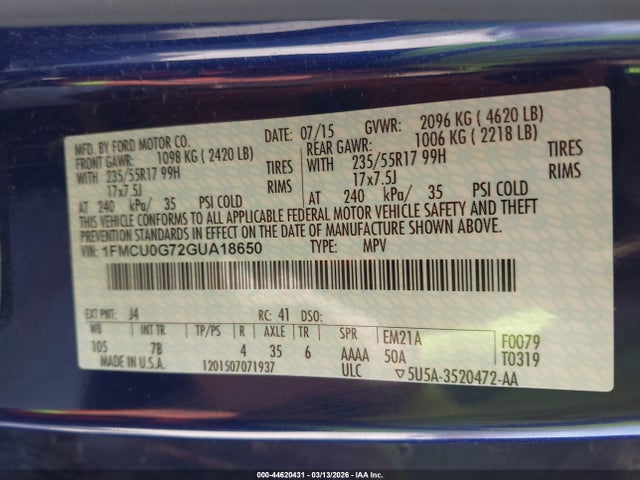 MFD. BY FORD MOTOR CO.
DATE: 07/15 GVWR: 2096 KG ( 4620 LB)
FRONT GAWR: 1098 KG ( 2420 LB) REAR GAWR: 1006 KG ( 2218 LB)
WITH 235/55R17 99H TIRES WITH 235/55R17 99H TIRES
17x7.5J RIMS 17x7.5J RIMS
AT 240 kPa/ 35 PSI COLD AT 240 kPa/ 35 PSI COLD
THIS VEHICLE CONFORMS TO ALL APPLICABLE FEDERAL MOTOR VEHICLE SAFETY AND THEFT
PREVENTION STANDARDS IN EFFECT ON THE DATE OF MANUFACTURE SHOWN ABOVE.
VIN: 1FMCU0G72GUA18650 TYPE: MPV
EXT PNT: J4 RC: 41 DSO:
WB INT TR TP/PS R AXLE TR SPR EM21A F0079
105 7B 4 35 6 AAAA 50A T0319
MADE IN U.S.A. 1201507071937 ULC ▽5U5A-3520472-AA
000-44620431 - 03/13/2026 - IAA Inc.